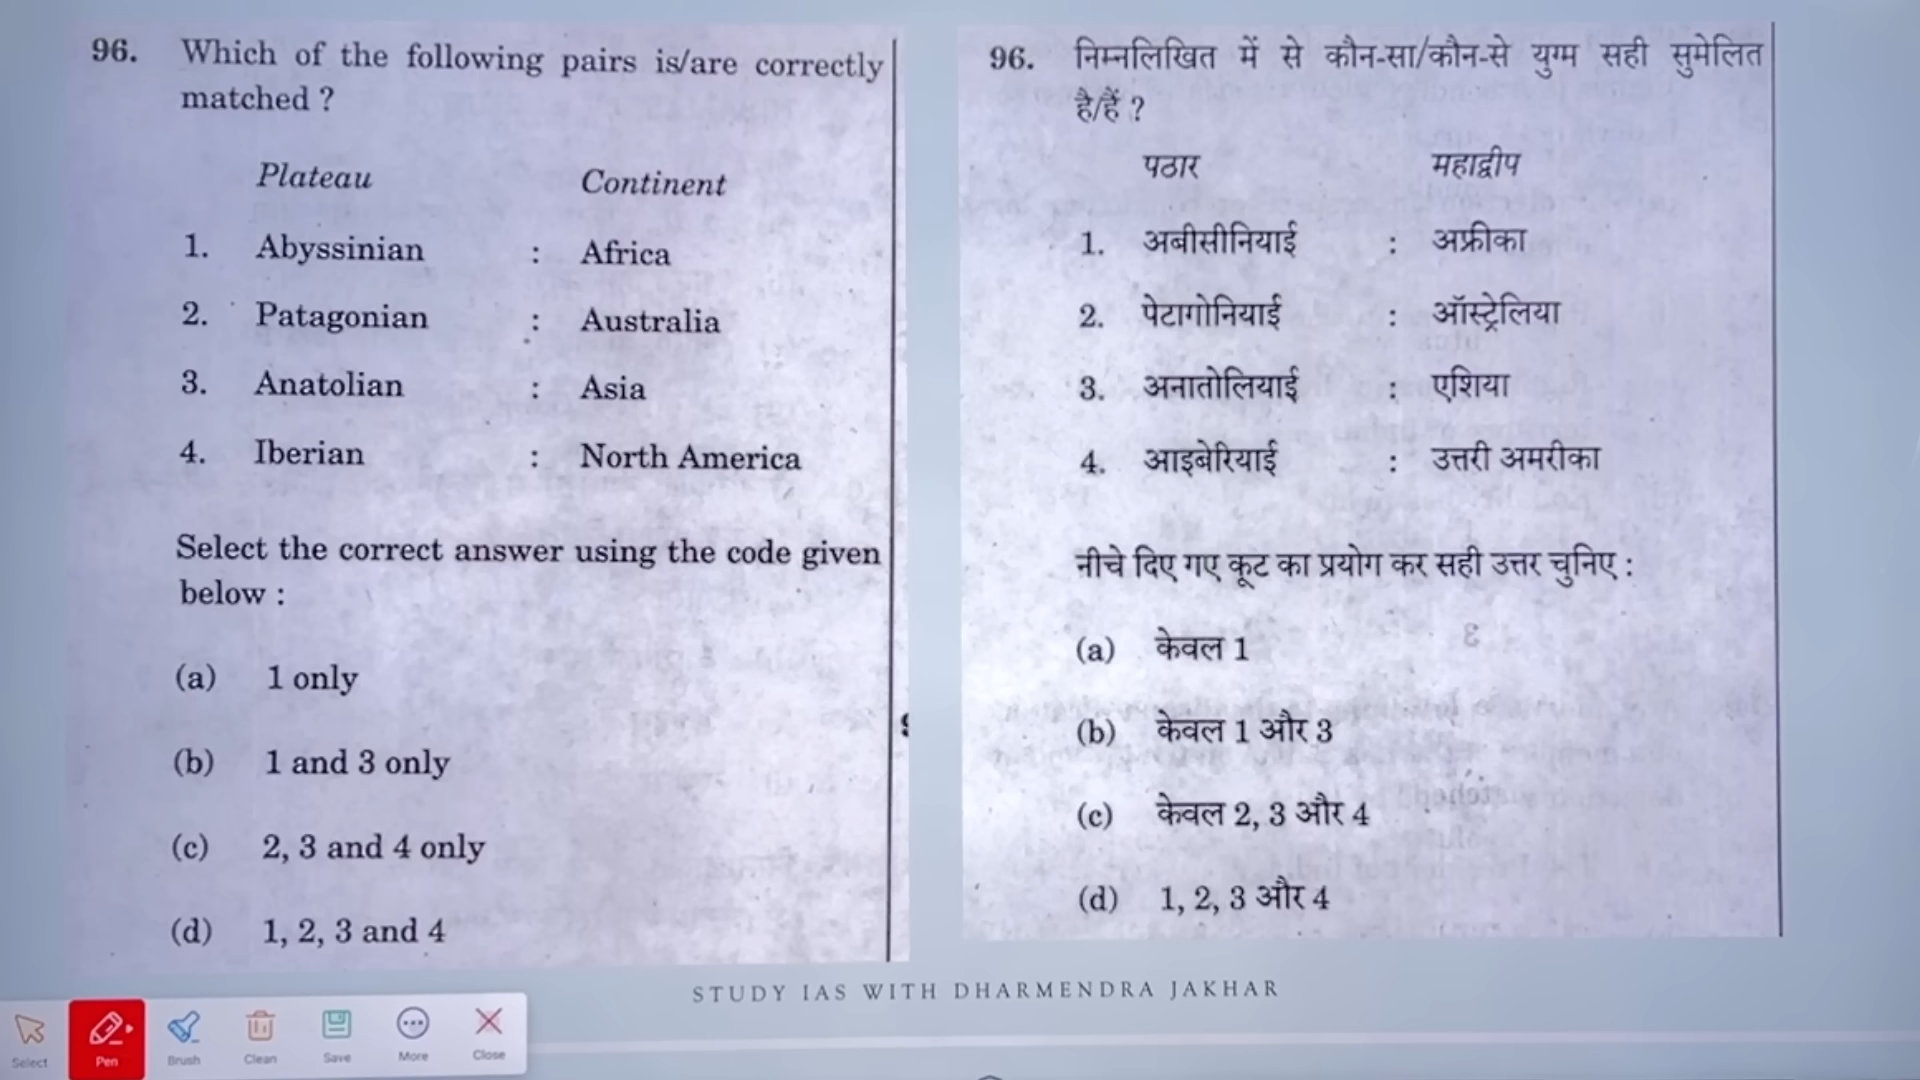 96. Which of the following pairs is/are correctly
matched ?
Plateau Continent
1. Abyssinian : Africa
2. Patagonian : Australia
3. Anatolian : Asia
4. Iberian : North America
Select the correct answer using the code given
below :
(a) 1 only
(b) 1 and 3 only
(c) 2, 3 and 4 only
(d) 1, 2, 3 and 4
96. निम्नलिखित में से कौन-सा/कौन-से युग्म सही सुमेलित
है/हैं ?
पठार महाद्वीप
1. अबीसीनियाई : अफ्रीका
2. पेटागोनियाई : ऑस्ट्रेलिया
3. अनातोलियाई : एशिया
4. आइबेरियाई : उत्तरी अमरीका
नीचे दिए गए कूट का प्रयोग कर सही उत्तर चुनिए :
(a) केवल 1
(b) केवल 1 और 3
(c) केवल 2, 3 और 4
(d) 1, 2, 3 और 4
STUDY IAS WITH DHARMENDRA JAKHAR
Select Pen Brush Clean Save More Close